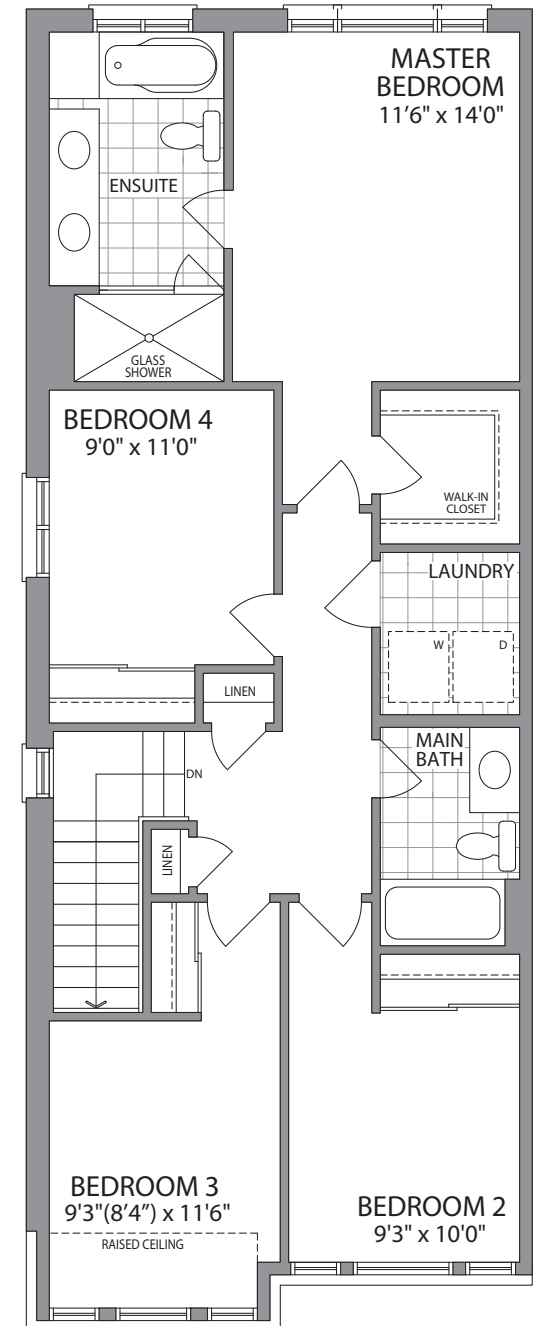 MASTER
BEDROOM
11'6" x 14'0"
ENSUITE
GLASS
SHOWER
BEDROOM 4
9'0" x 11'0"
WALK-IN
CLOSET
LAUNDRY
W
D
LINEN
MAIN
BATH
DN
LINEN
BEDROOM 3
9'3"(8'4") x 11'6"
RAISED CEILING
BEDROOM 2
9'3" x 10'0"